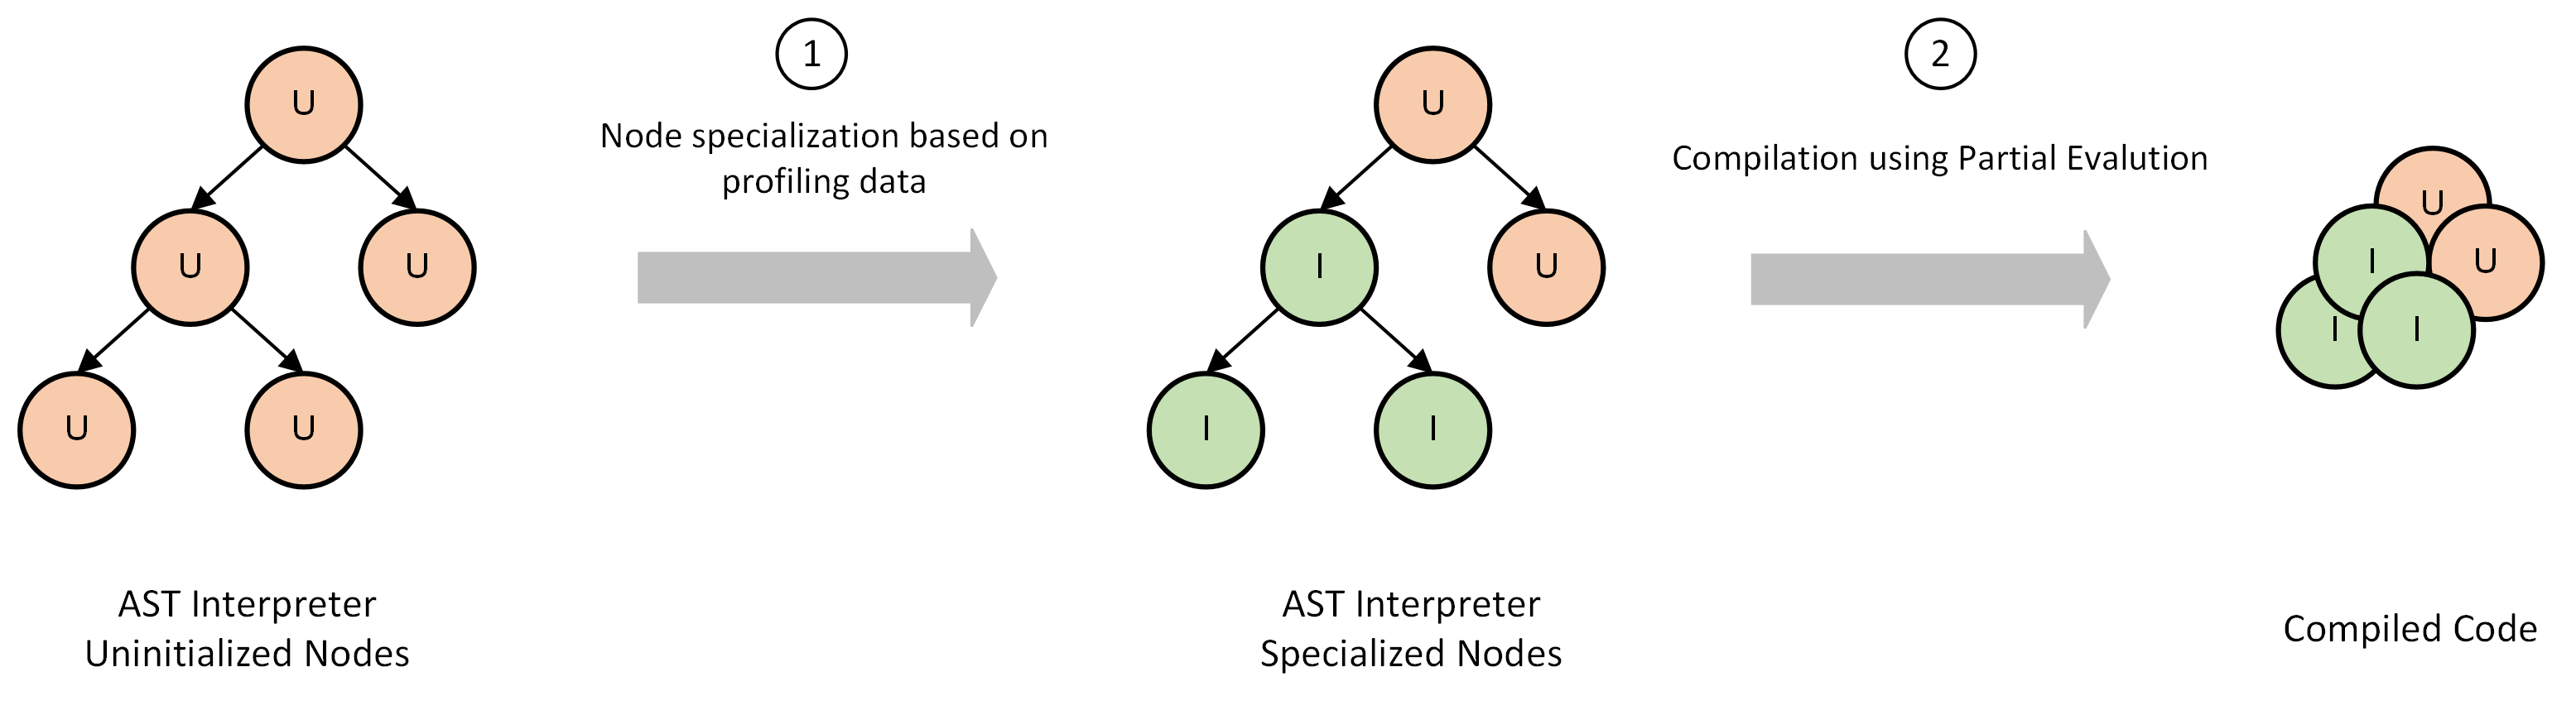 1
2
Node specialization based on
profiling data
Compilation using Partial Evalution
U
U
U
U
U
U
I
U
I
I
U
I
U
I
I
AST Interpreter
Uninitialized Nodes
AST Interpreter
Specialized Nodes
Compiled Code